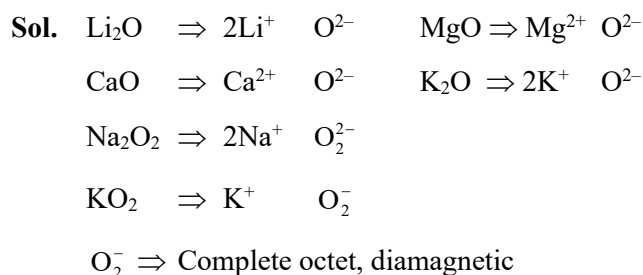 Sol. Li₂O ⇒ 2Li⁺ O²⁻ MgO ⇒ Mg²⁺ O²⁻
CaO ⇒ Ca²⁺ O²⁻ K₂O ⇒ 2K⁺ O²⁻
Na₂O₂ ⇒ 2Na⁺ O₂²⁻
KO₂ ⇒ K⁺ O₂⁻
O₂⁻ ⇒ Complete octet, diamagnetic